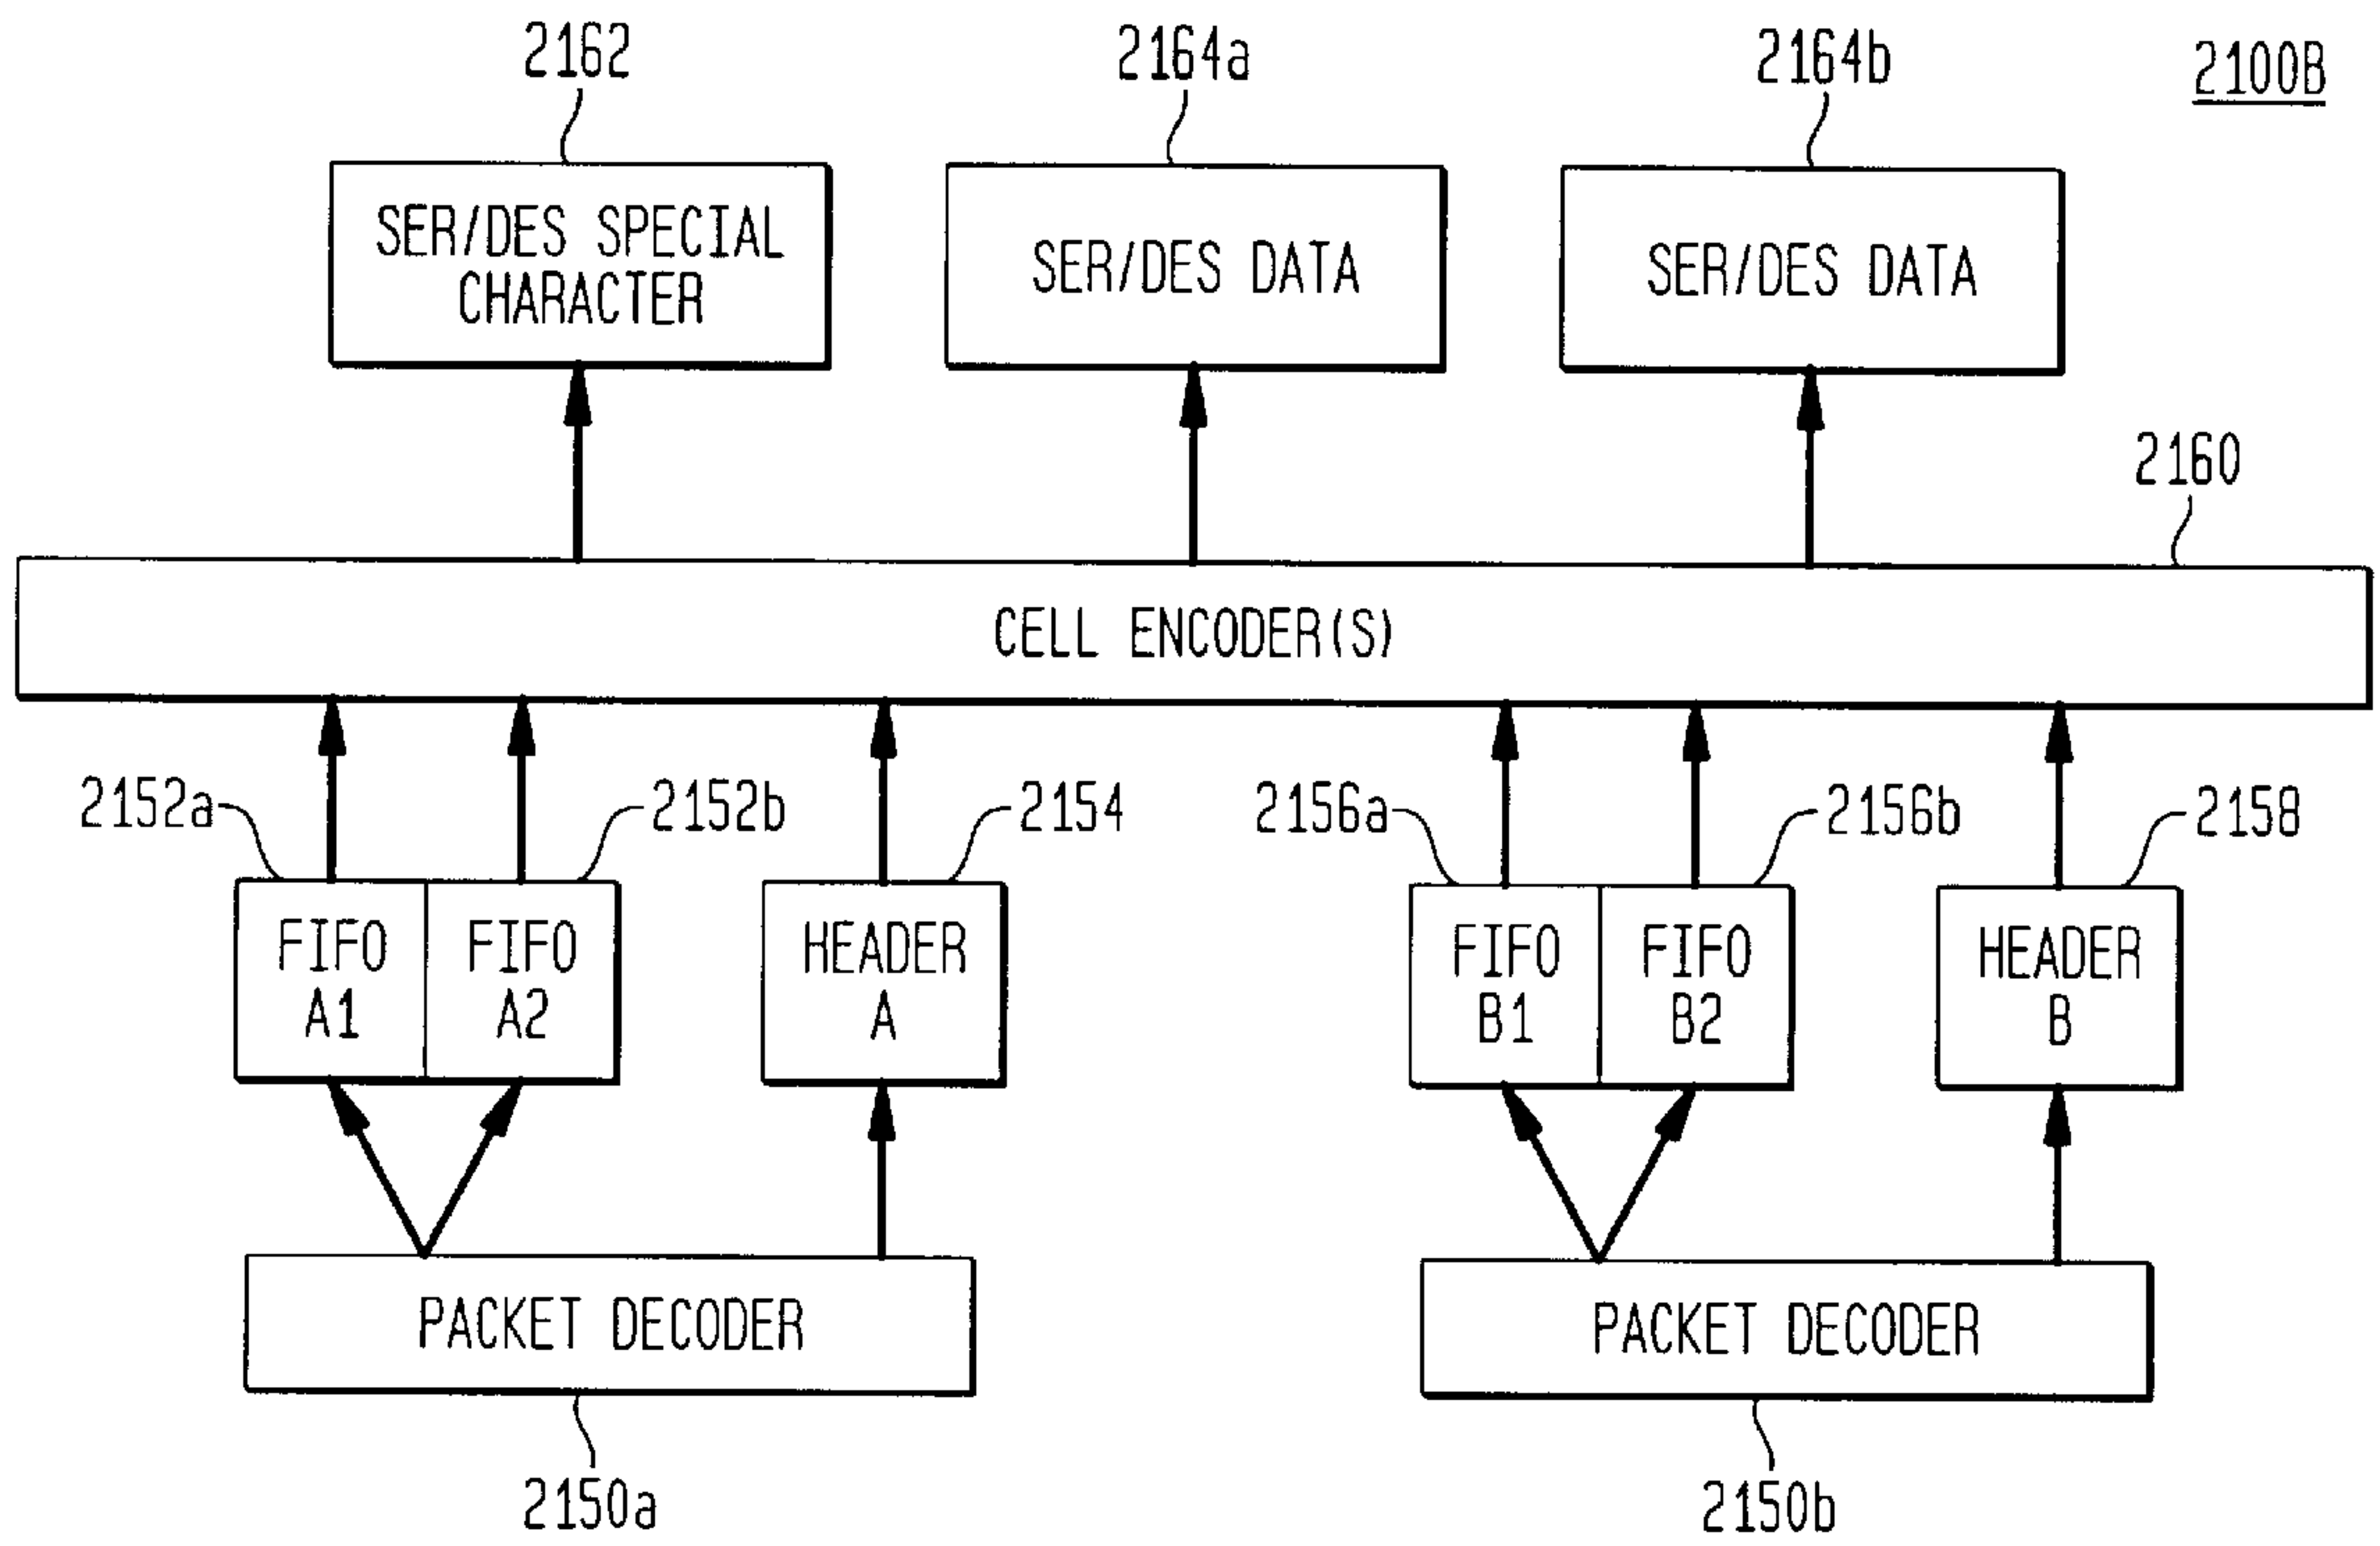 2162
2164a
2164b
2100B
SER/DES SPECIAL
CHARACTER
SER/DES DATA
SER/DES DATA
2160
CELL ENCODER(S)
2152a
2152b
2154
2156a
2156b
2158
FIFO
A1
FIFO
A2
HEADER
A
FIFO
B1
FIFO
B2
HEADER
B
PACKET DECODER
PACKET DECODER
2150a
2150b